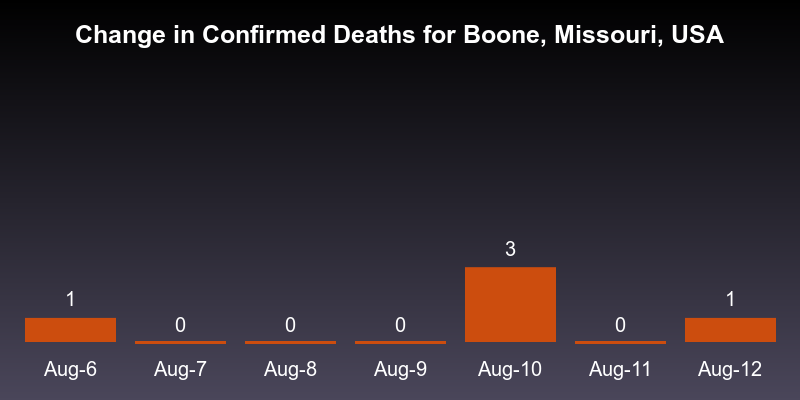 Change in Confirmed Deaths for Boone, Missouri, USA
3
1
1
0
0
0
0
Aug-6
Aug-7
Aug-8
Aug-9
Aug-10
Aug-11
Aug-12